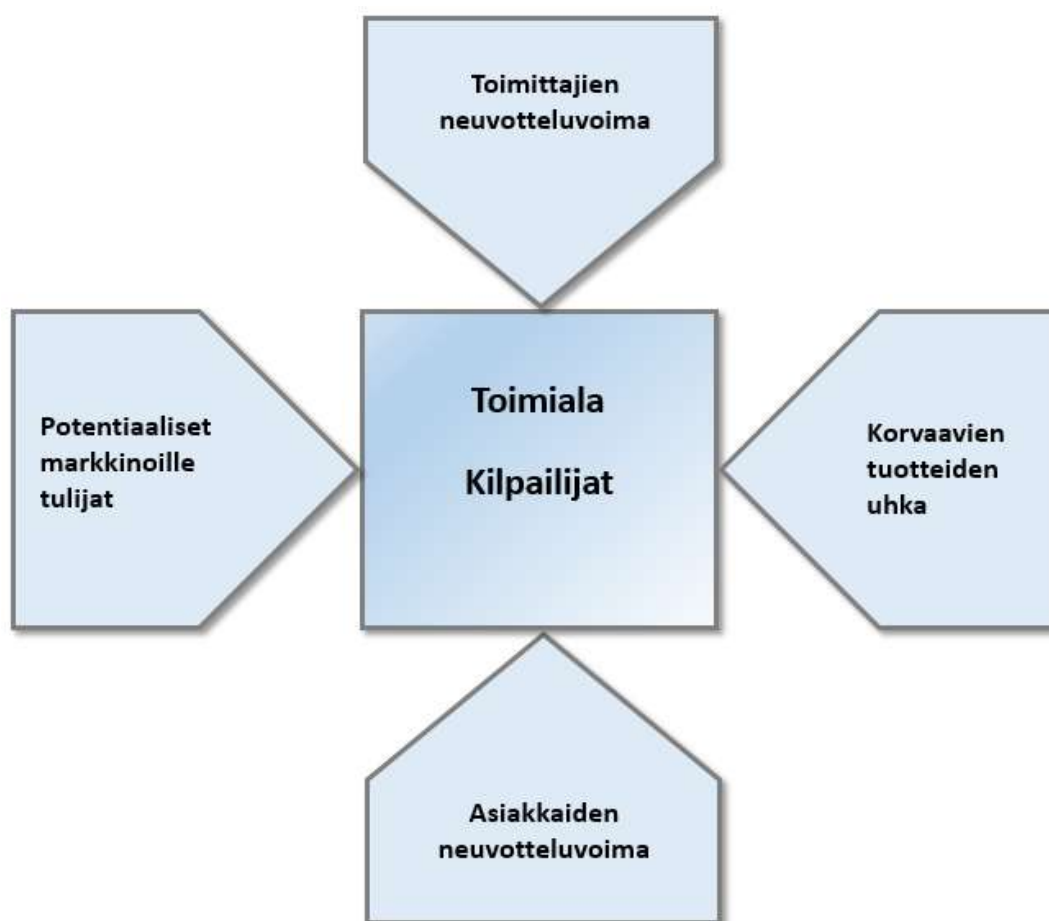 Toimittajien
neuvotteluvoima
Potentiaaliset
markkinoille
tulijat
Toimiala
Kilpailijat
Korvaavien
tuotteiden
uhka
Asiakkaiden
neuvotteluvoima